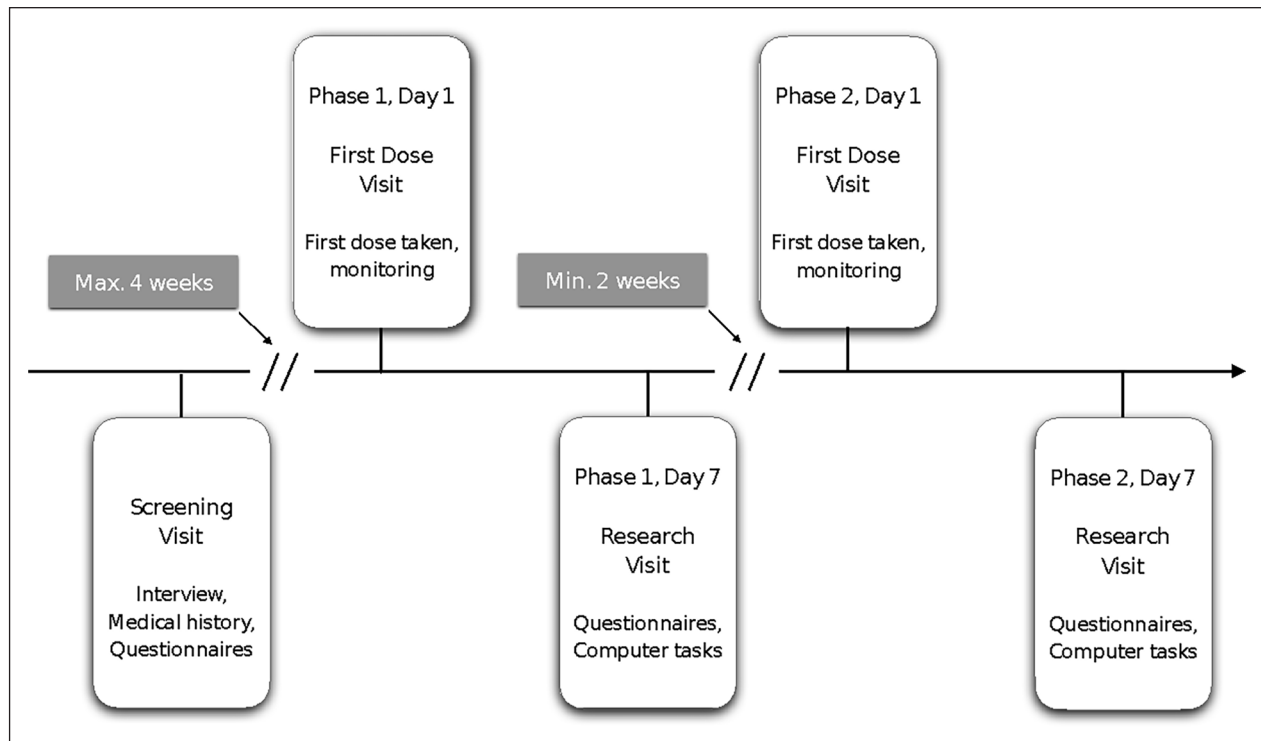 Phase 1, Day 1
First Dose
Visit
First dose taken,
monitoring
Phase 2, Day 1
First Dose
Visit
First dose taken,
monitoring
Max. 4 weeks
Min. 2 weeks
Screening
Visit
Interview,
Medical history,
Questionnaires
Phase 1, Day 7
Research
Visit
Questionnaires,
Computer tasks
Phase 2, Day 7
Research
Visit
Questionnaires,
Computer tasks